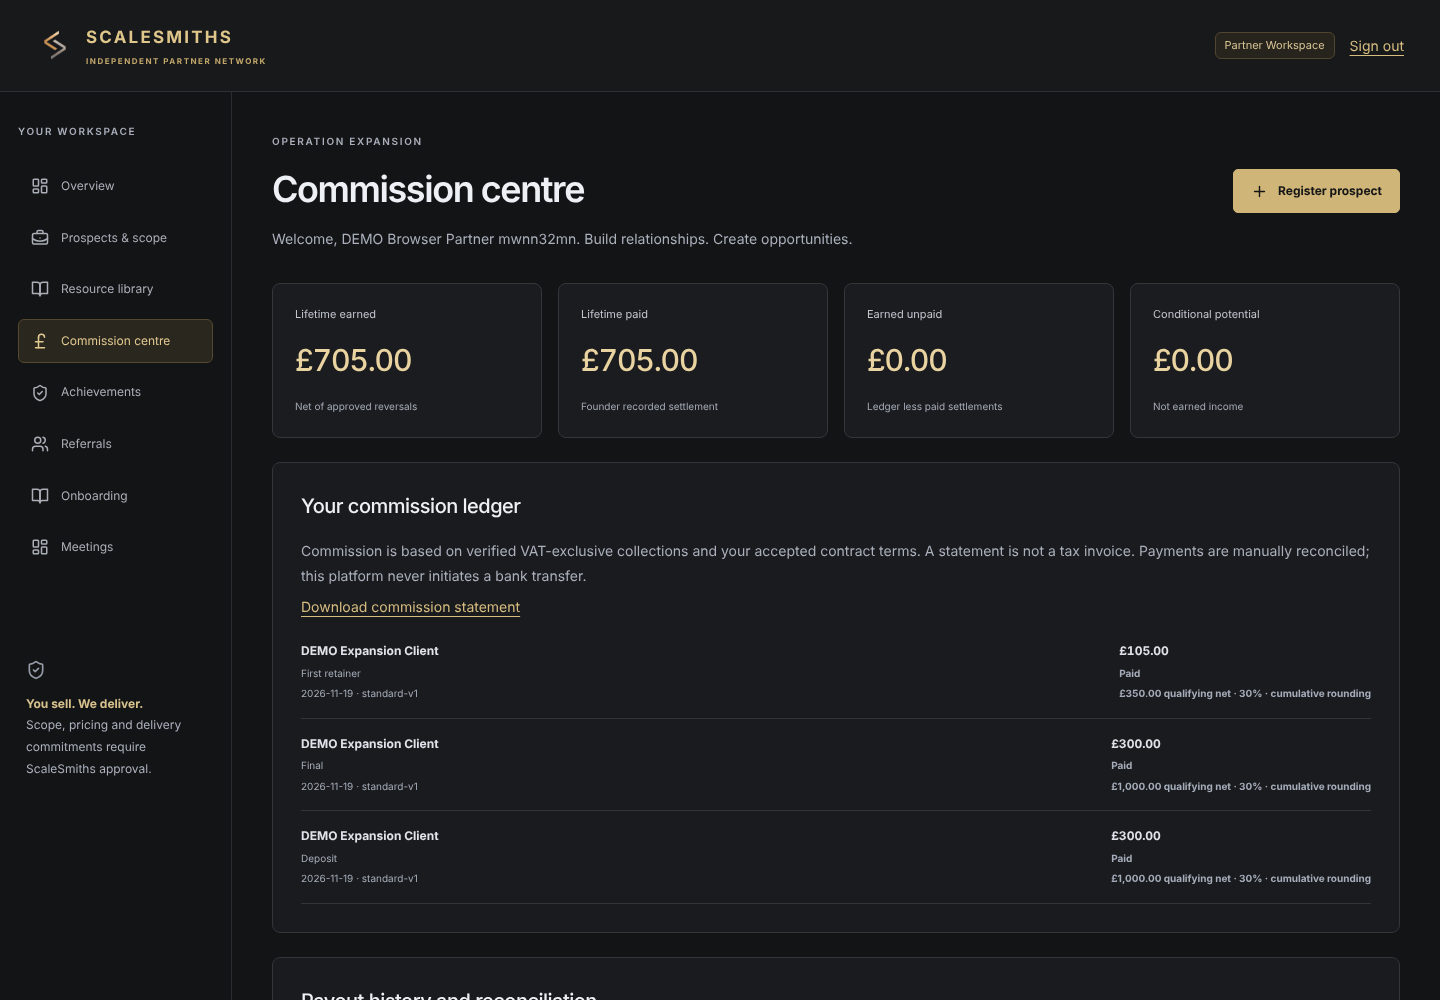 SCALESMITHS
INDEPENDENT PARTNER NETWORK
Partner Workspace
Sign out
YOUR WORKSPACE
Overview
Prospects & scope
Resource library
Commission centre
Achievements
Referrals
Onboarding
Meetings
You sell. We deliver.
Scope, pricing and delivery
commitments require
ScaleSmiths approval.
OPERATION EXPANSION
Commission centre
Register prospect
Welcome, DEMO Browser Partner mwnn32mn. Build relationships. Create opportunities.
Lifetime earned
£705.00
Net of approved reversals
Lifetime paid
£705.00
Founder recorded settlement
Earned unpaid
£0.00
Ledger less paid settlements
Conditional potential
£0.00
Not earned income
Your commission ledger
Commission is based on verified VAT-exclusive collections and your accepted contract terms. A statement is not a tax invoice. Payments are manually reconciled;
this platform never initiates a bank transfer.
Download commission statement
DEMO Expansion Client
First retainer
2026-11-19 · standard-v1
£105.00
Paid
£350.00 qualifying net · 30% · cumulative rounding
DEMO Expansion Client
Final
2026-11-19 · standard-v1
£300.00
Paid
£1,000.00 qualifying net · 30% · cumulative rounding
DEMO Expansion Client
Deposit
2026-11-19 · standard-v1
£300.00
Paid
£1,000.00 qualifying net · 30% · cumulative rounding
Payout history and reconciliation